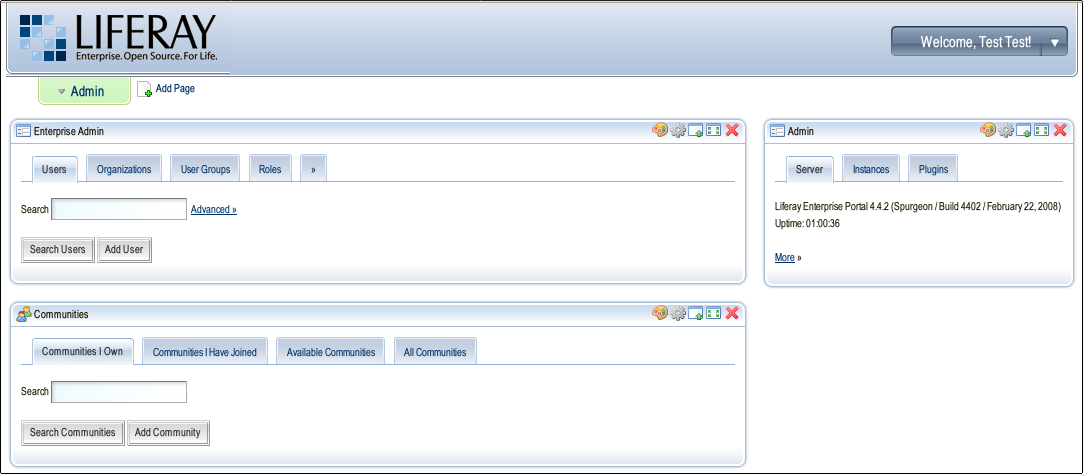 LIFERAY
Enterprise. Open Source. For Life.
Welcome, Test Test!
Admin
Add Page
Enterprise Admin
Users Organizations User Groups Roles »
Search Advanced »
Search Users Add User
Admin
Server Instances Plugins
Liferay Enterprise Portal 4.4.2 (Spurgeon / Build 4402 / February 22, 2008)
Uptime: 01:00:36
More »
Communities
Communities I Own Communities I Have Joined Available Communities All Communities
Search
Search Communities Add Community